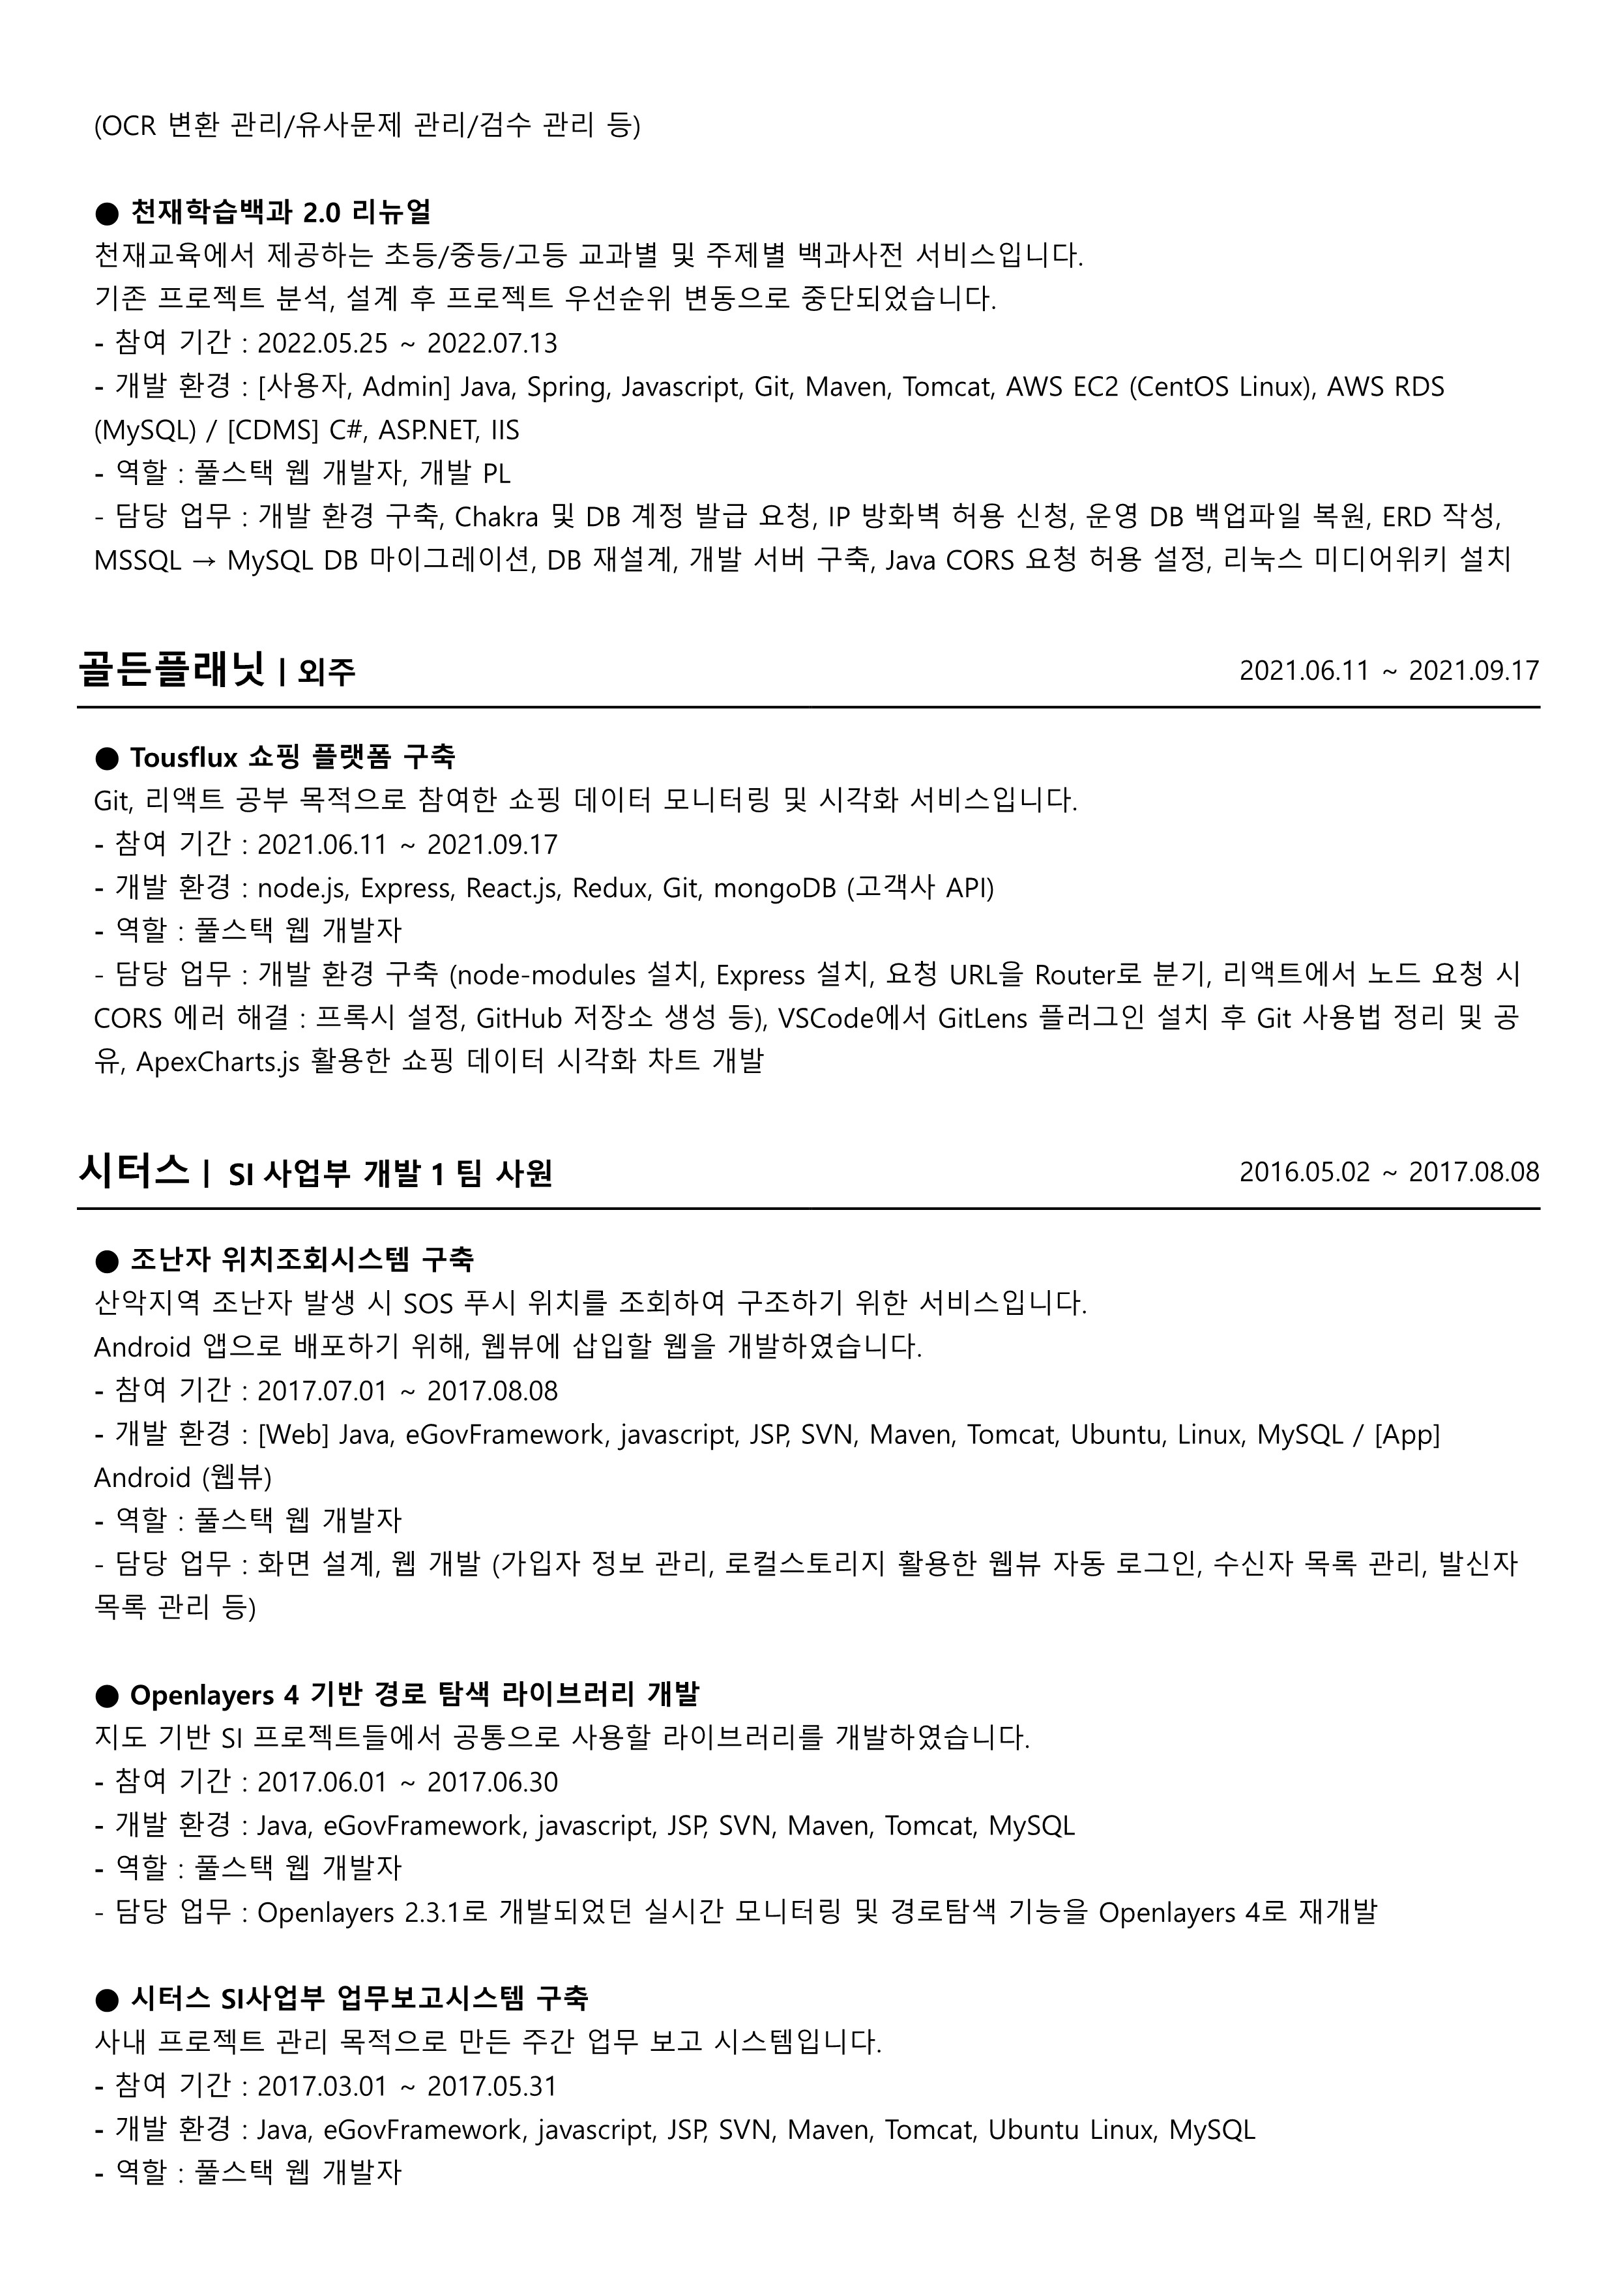 (OCR 변환 관리/유사문제 관리/검수 관리 등)
● 천재학습백과 2.0 리뉴얼
천재교육에서 제공하는 초등/중등/고등 교과별 및 주제별 백과사전 서비스입니다.
기존 프로젝트 분석, 설계 후 프로젝트 우선순위 변동으로 중단되었습니다.
- 참여 기간 : 2022.05.25 ~ 2022.07.13
- 개발 환경 : [사용자, Admin] Java, Spring, Javascript, Git, Maven, Tomcat, AWS EC2 (CentOS Linux), AWS RDS
(MySQL) / [CDMS] C#, ASP.NET, IIS
- 역할 : 풀스택 웹 개발자, 개발 PL
- 담당 업무 : 개발 환경 구축, Chakra 및 DB 계정 발급 요청, IP 방화벽 허용 신청, 운영 DB 백업파일 복원, ERD 작성,
MSSQL → MySQL DB 마이그레이션, DB 재설계, 개발 서버 구축, Java CORS 요청 허용 설정, 리눅스 미디어위키 설치
골든플래닛 | 외주 2021.06.11 ~ 2021.09.17
● Tousflux 쇼핑 플랫폼 구축
Git, 리액트 공부 목적으로 참여한 쇼핑 데이터 모니터링 및 시각화 서비스입니다.
- 참여 기간 : 2021.06.11 ~ 2021.09.17
- 개발 환경 : node.js, Express, React.js, Redux, Git, mongoDB (고객사 API)
- 역할 : 풀스택 웹 개발자
- 담당 업무 : 개발 환경 구축 (node-modules 설치, Express 설치, 요청 URL을 Router로 분기, 리액트에서 노드 요청 시
CORS 에러 해결 : 프록시 설정, GitHub 저장소 생성 등), VSCode에서 GitLens 플러그인 설치 후 Git 사용법 정리 및 공
유, ApexCharts.js 활용한 쇼핑 데이터 시각화 차트 개발
시터스 | SI 사업부 개발 1 팀 사원 2016.05.02 ~ 2017.08.08
● 조난자 위치조회시스템 구축
산악지역 조난자 발생 시 SOS 푸시 위치를 조회하여 구조하기 위한 서비스입니다.
Android 앱으로 배포하기 위해, 웹뷰에 삽입할 웹을 개발하였습니다.
- 참여 기간 : 2017.07.01 ~ 2017.08.08
- 개발 환경 : [Web] Java, eGovFramework, javascript, JSP, SVN, Maven, Tomcat, Ubuntu, Linux, MySQL / [App]
Android (웹뷰)
- 역할 : 풀스택 웹 개발자
- 담당 업무 : 화면 설계, 웹 개발 (가입자 정보 관리, 로컬스토리지 활용한 웹뷰 자동 로그인, 수신자 목록 관리, 발신자
목록 관리 등)
● Openlayers 4 기반 경로 탐색 라이브러리 개발
지도 기반 SI 프로젝트들에서 공통으로 사용할 라이브러리를 개발하였습니다.
- 참여 기간 : 2017.06.01 ~ 2017.06.30
- 개발 환경 : Java, eGovFramework, javascript, JSP, SVN, Maven, Tomcat, MySQL
- 역할 : 풀스택 웹 개발자
- 담당 업무 : Openlayers 2.3.1로 개발되었던 실시간 모니터링 및 경로탐색 기능을 Openlayers 4로 재개발
● 시터스 SI사업부 업무보고시스템 구축
사내 프로젝트 관리 목적으로 만든 주간 업무 보고 시스템입니다.
- 참여 기간 : 2017.03.01 ~ 2017.05.31
- 개발 환경 : Java, eGovFramework, javascript, JSP, SVN, Maven, Tomcat, Ubuntu Linux, MySQL
- 역할 : 풀스택 웹 개발자